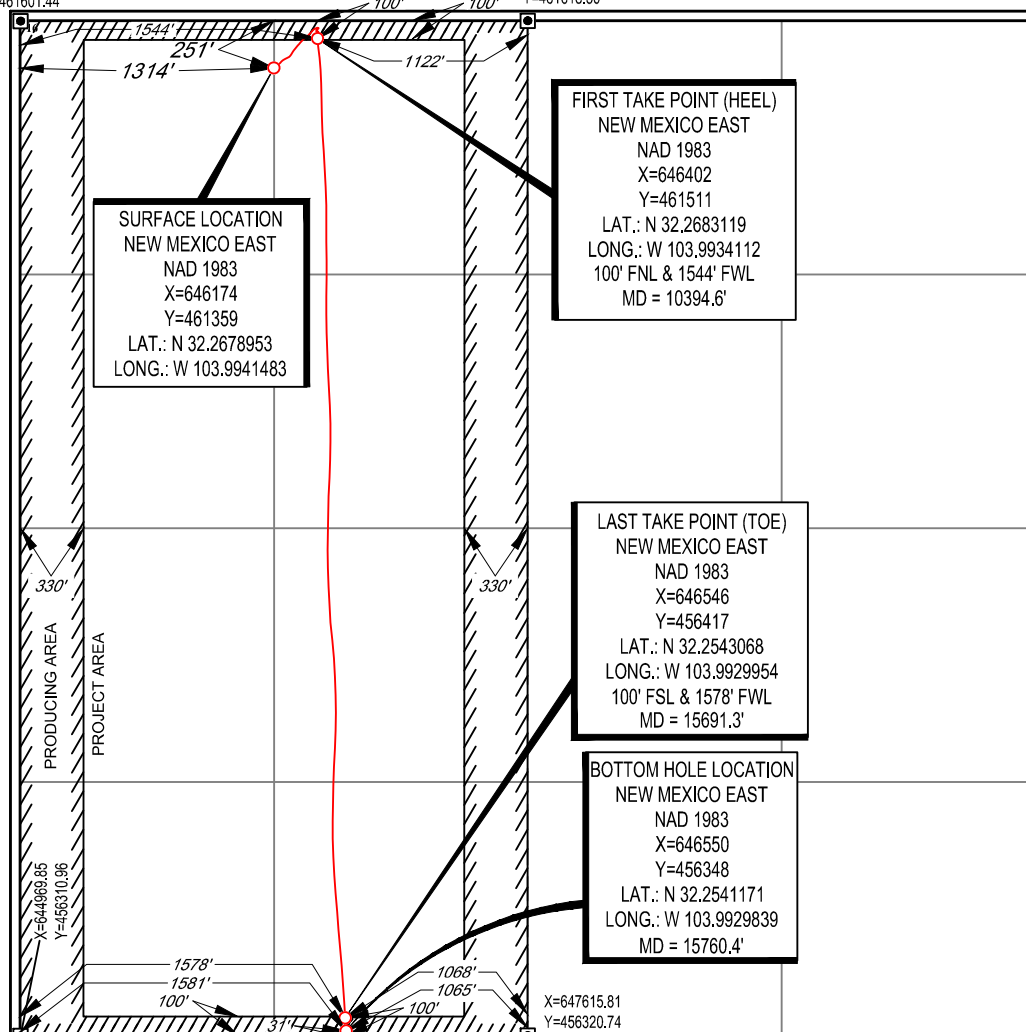 461601.44
100'
100'
1544'
251'
1314'
1122'
FIRST TAKE POINT (HEEL)
NEW MEXICO EAST
NAD 1983
X=646402
Y=461511
LAT.: N 32.2683119
LONG.: W 103.9934112
100' FNL & 1544' FWL
MD = 10394.6'
SURFACE LOCATION
NEW MEXICO EAST
NAD 1983
X=646174
Y=461359
LAT.: N 32.2678953
LONG.: W 103.9941483
330'
330'
PRODUCING AREA
PROJECT AREA
LAST TAKE POINT (TOE)
NEW MEXICO EAST
NAD 1983
X=646546
Y=456417
LAT.: N 32.2543068
LONG.: W 103.9929954
100' FSL & 1578' FWL
MD = 15691.3'
BOTTOM HOLE LOCATION
NEW MEXICO EAST
NAD 1983
X=646550
Y=456348
LAT.: N 32.2541171
LONG.: W 103.9929839
MD = 15760.4'
X=644969.85
Y=456310.96
1578'
1581'
100'
31'
1068'
1065'
100'
X=647615.81
Y=456320.74